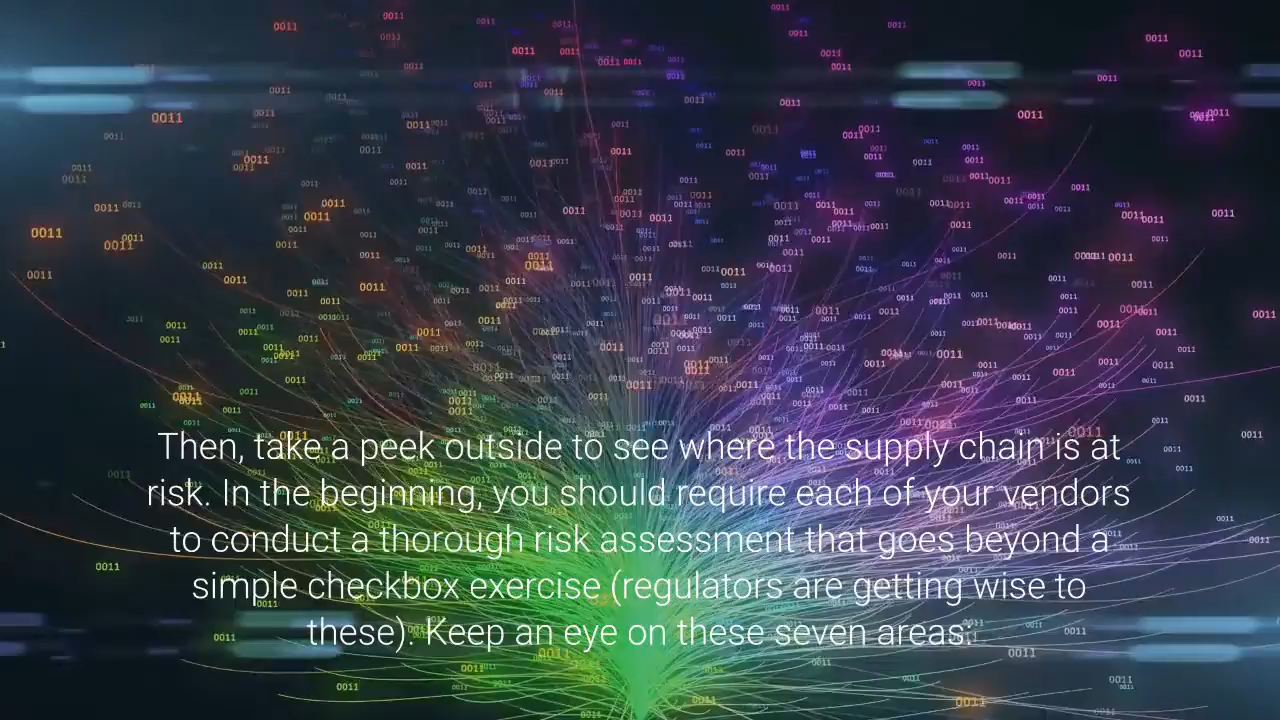 Then, take a peek outside to see where the supply chain is at
risk. In the beginning, you should require each of your vendors
to conduct a thorough risk assessment that goes beyond a
simple checkbox exercise (regulators are getting wise to
these). Keep an eye on these seven areas: